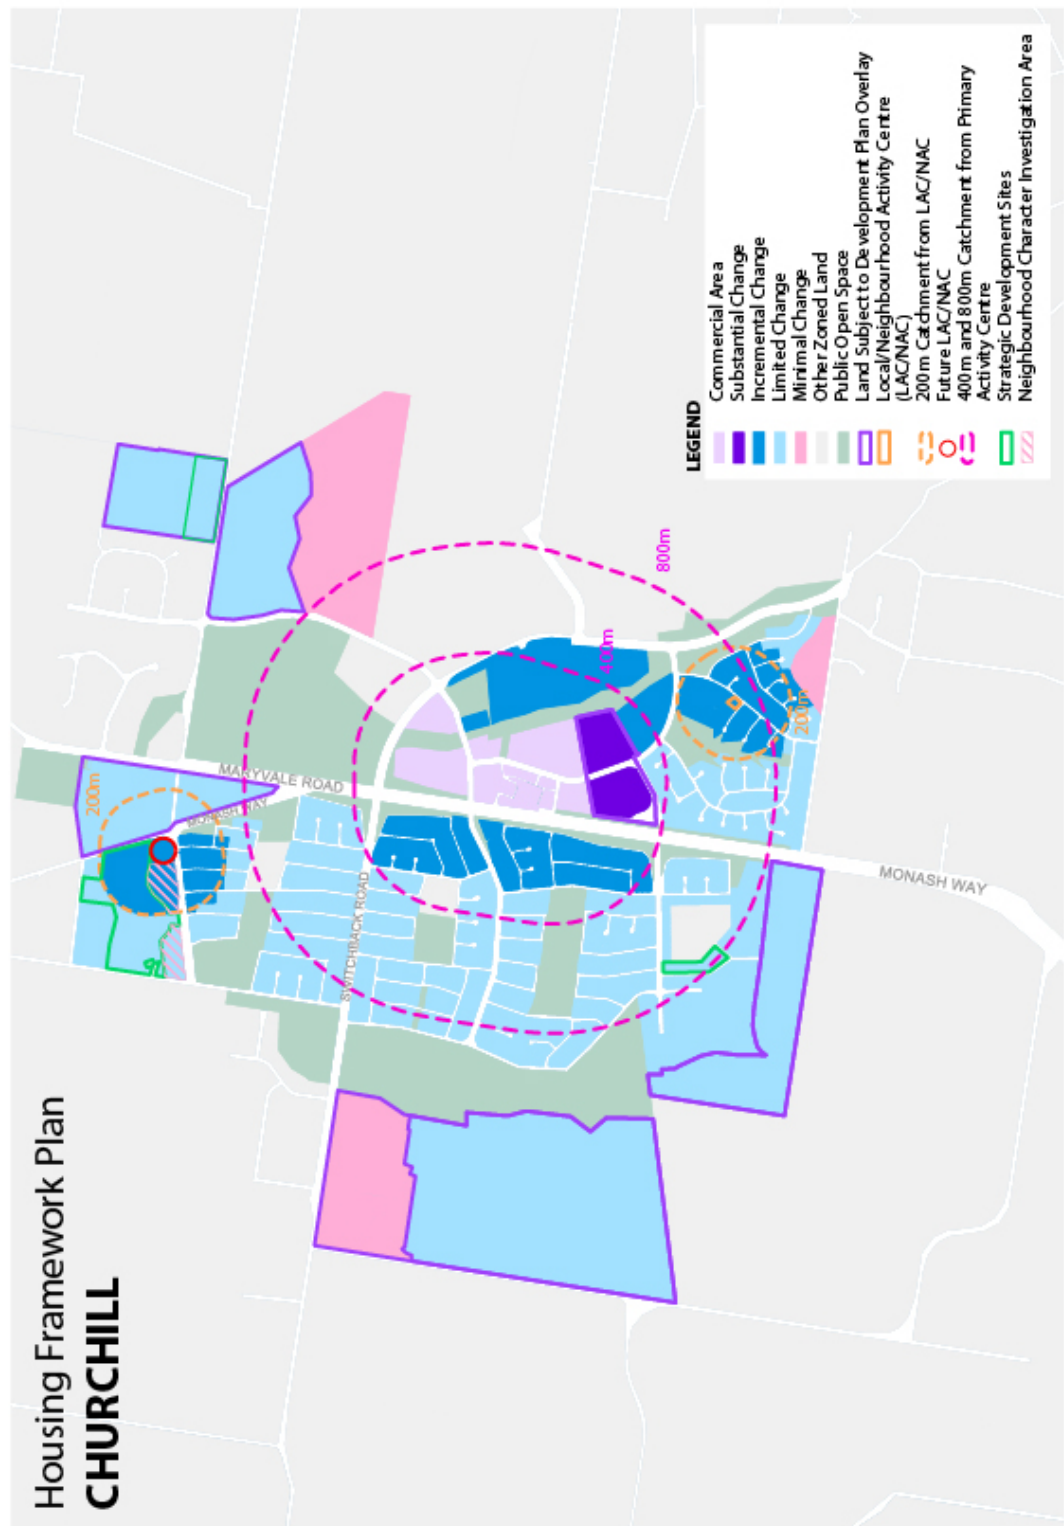 Housing Framework Plan
CHURCHILL
200m
MARYVALE ROAD
MONASH WAY
SWITCHBACK ROAD
400m
800m
200m
MONASH WAY
LEGEND
Commercial Area
Substantial Change
Incremental Change
Limited Change
Minimal Change
Other Zoned Land
Public Open Space
Land Subject to Development Plan Overlay
Local/Neighbourhood Activity Centre
(LAC/NAC)
200m Catchment from LAC/NAC
Future LAC/NAC
400m and 800m Catchment from Primary
Activity Centre
Strategic Development Sites
Neighbourhood Character Investigation Area